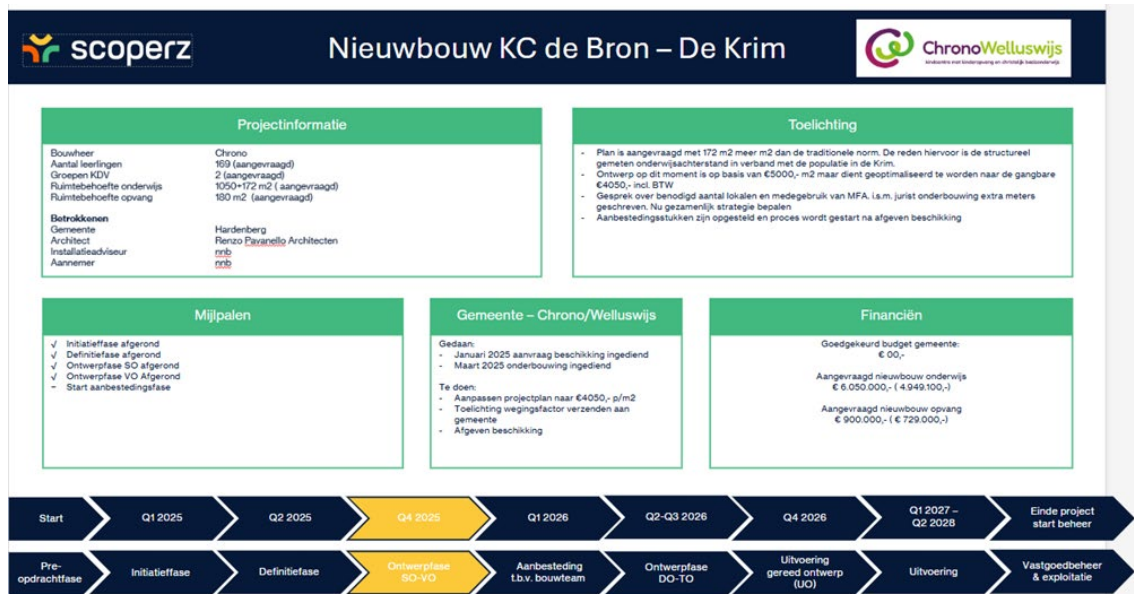 scoperz
Nieuwbouw KC de Bron – De Krim
ChronoWelluswijs
kindcentra met kinderopvang en christelijk basisonderwijs
Projectinformatie
Bouwheer Chrono
Aantal leerlingen 169 (aangevraagd)
Groepen KDV 2 (aangevraagd)
Ruimtebehoefte onderwijs 1050+172 m2 ( aangevraagd)
Ruimtebehoefte opvang 180 m2 (aangevraagd)
Betrokkenen
Gemeente Hardenberg
Architect Renzo Pavanello Architecten
Installatieadviseur nnb
Aannemer nnb
Toelichting
- Plan is aangevraagd met 172 m2 meer m2 dan de traditionele norm. De reden hiervoor is de structureel
gemeten onderwijsachterstand in verband met de populatie in de Krim.
- Ontwerp op dit moment is op basis van €5000,- m2 maar dient geoptimaliseerd te worden naar de gangbare
€4050,- incl. BTW
- Gesprek over benodigd aantal lokalen en medegebruik van MFA. i.s.m. jurist onderbouwing extra meters
geschreven. Nu gezamenlijk strategie bepalen
- Aanbestedingsstukken zijn opgesteld en proces wordt gestart na afgeven beschikking
Mijlpalen
√ Initiatieffase afgerond
√ Definitiefase afgerond
√ Ontwerpfase SO afgerond
√ Ontwerpfase VO Afgerond
– Start aanbestedingsfase
Gemeente – Chrono/Welluswijs
Gedaan:
- Januari 2025 aanvraag beschikking ingediend
- Maart 2025 onderbouwing ingediend
Te doen:
- Aanpassen projectplan naar €4050,- p/m2
- Toelichting wegingsfactor verzenden aan
gemeente
- Afgeven beschikking
Financiën
Goedgekeurd budget gemeente:
€ 00,-
Aangevraagd nieuwbouw onderwijs
€ 6.050.000,- ( 4.949.100,-)
Aangevraagd nieuwbouw opvang
€ 900.000,- ( € 729.000,-)
Start
Q1 2025
Q2 2025
Q4 2025
Q1 2026
Q2-Q3 2026
Q4 2026
Q1 2027 –
Q2 2028
Einde project
start beheer
Pre-
opdrachtfase
Initiatieffase
Definitiefase
Ontwerpfase
SO-VO
Aanbesteding
t.b.v. bouwteam
Ontwerpfase
DO-TO
Uitvoering
gereed ontwerp
(UO)
Uitvoering
Vastgoedbeheer
& exploitatie